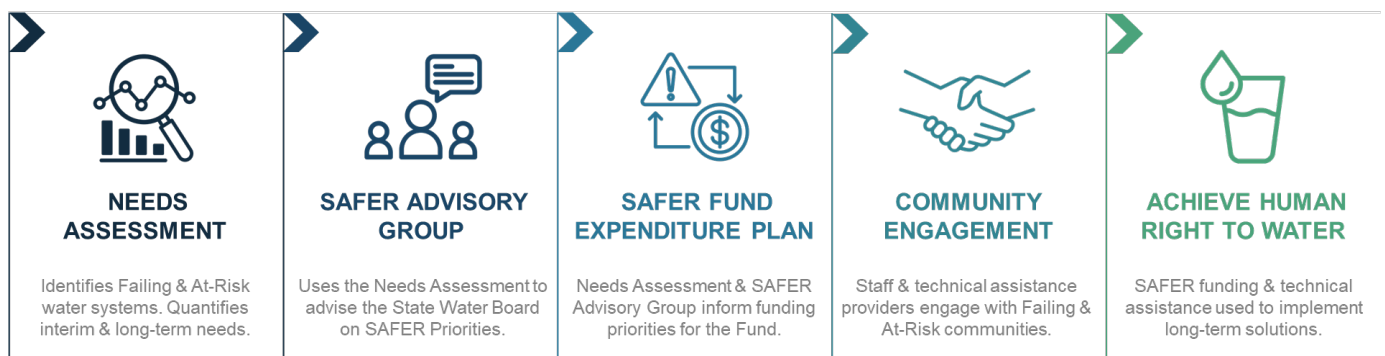 NEEDS
ASSESSMENT
Identifies Failing & At-Risk
water systems. Quantifies
interim & long-term needs.
SAFER ADVISORY
GROUP
Uses the Needs Assessment to
advise the State Water Board
on SAFER Priorities.
$
SAFER FUND
EXPENDITURE PLAN
Needs Assessment & SAFER
Advisory Group inform funding
priorities for the Fund.
COMMUNITY
ENGAGEMENT
Staff & technical assistance
providers engage with Failing &
At-Risk communities.
ACHIEVE HUMAN
RIGHT TO WATER
SAFER funding & technical
assistance used to implement
long-term solutions.